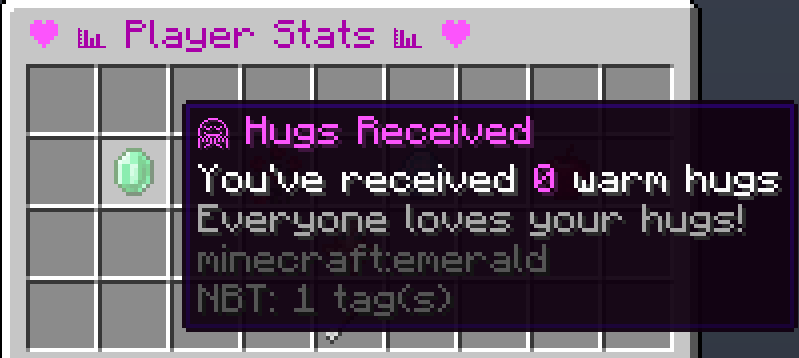 ♥ 📊 Player Stats 📊 ♥
🫂 Hugs Received
You've received 0 warm hugs
Everyone loves your hugs!
minecraft:emerald
NBT: 1 tag(s)